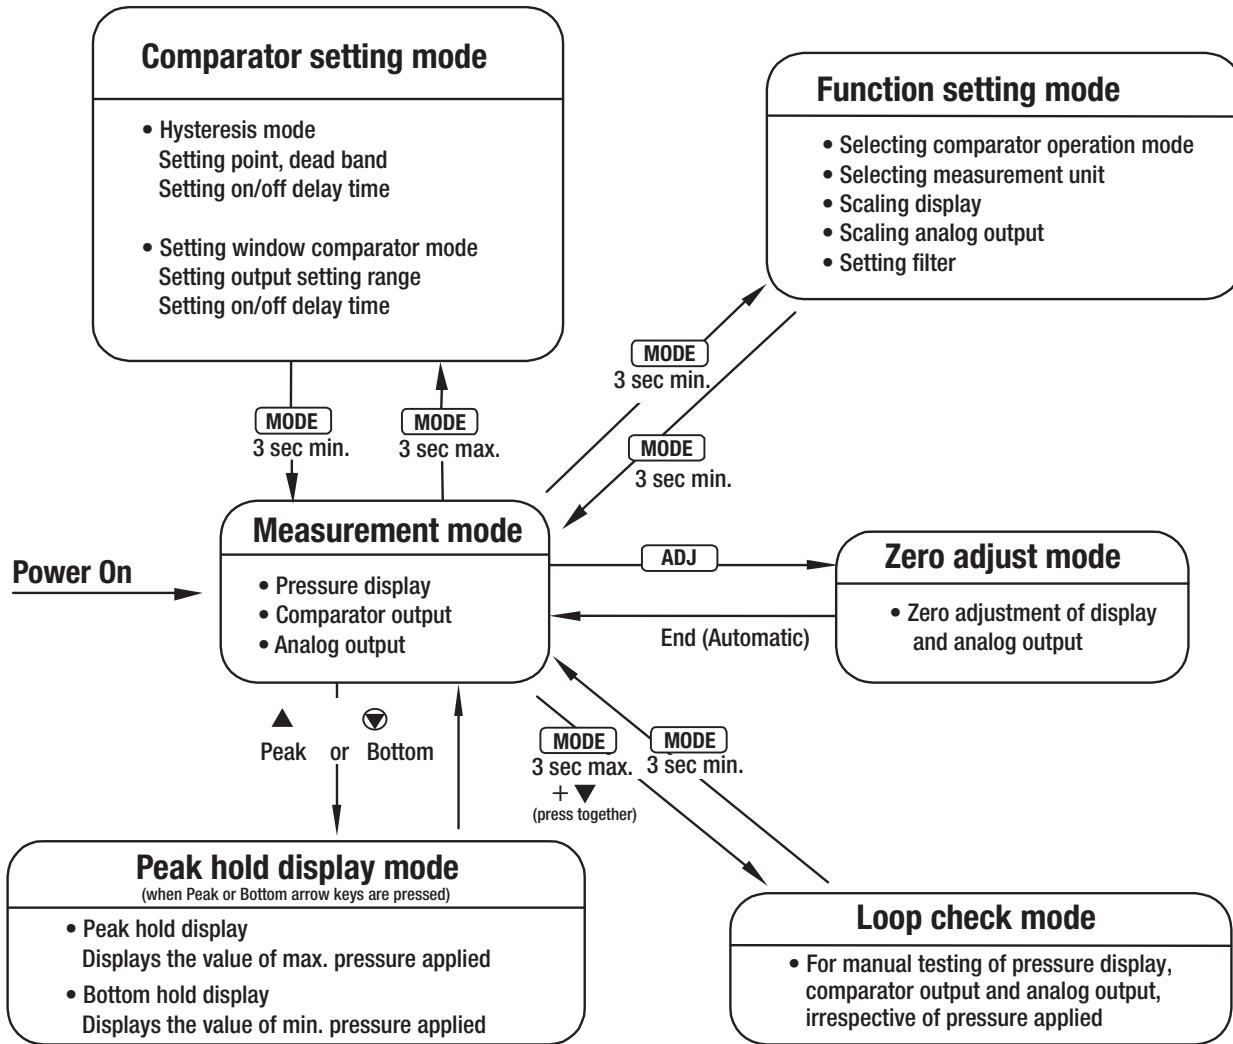 Comparator setting mode
• Hysteresis mode
Setting point, dead band
Setting on/off delay time
• Setting window comparator mode
Setting output setting range
Setting on/off delay time
Function setting mode
• Selecting comparator operation mode
• Selecting measurement unit
• Scaling display
• Scaling analog output
• Setting filter
MODE
3 sec min.
MODE
3 sec max.
MODE
3 sec min.
MODE
3 sec min.
Power On
Measurement mode
• Pressure display
• Comparator output
• Analog output
ADJ
End (Automatic)
Zero adjust mode
• Zero adjustment of display
and analog output
▲ ▼
Peak or Bottom
MODE
3 sec max.
+ ▼
(press together)
MODE
3 sec min.
Peak hold display mode
(when Peak or Bottom arrow keys are pressed)
• Peak hold display
Displays the value of max. pressure applied
• Bottom hold display
Displays the value of min. pressure applied
Loop check mode
• For manual testing of pressure display,
comparator output and analog output,
irrespective of pressure applied